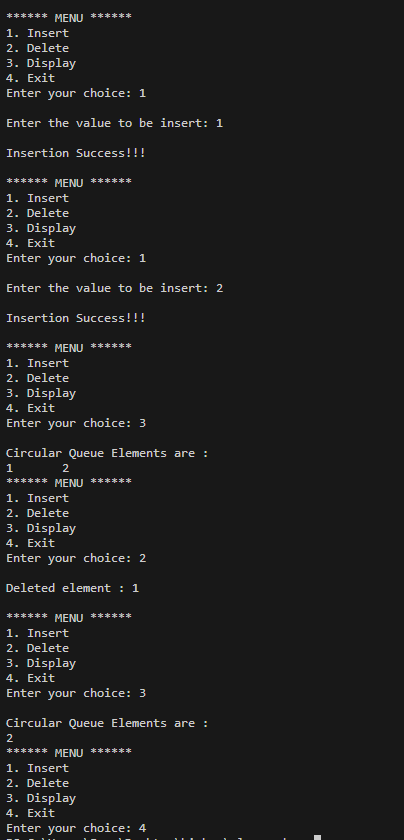 ****** MENU ******
1. Insert
2. Delete
3. Display
4. Exit
Enter your choice: 1
Enter the value to be insert: 1
Insertion Success!!!
****** MENU ******
1. Insert
2. Delete
3. Display
4. Exit
Enter your choice: 1
Enter the value to be insert: 2
Insertion Success!!!
****** MENU ******
1. Insert
2. Delete
3. Display
4. Exit
Enter your choice: 3
Circular Queue Elements are :
1       2
****** MENU ******
1. Insert
2. Delete
3. Display
4. Exit
Enter your choice: 2
Deleted element : 1
****** MENU ******
1. Insert
2. Delete
3. Display
4. Exit
Enter your choice: 3
Circular Queue Elements are :
2
****** MENU ******
1. Insert
2. Delete
3. Display
4. Exit
Enter your choice: 4